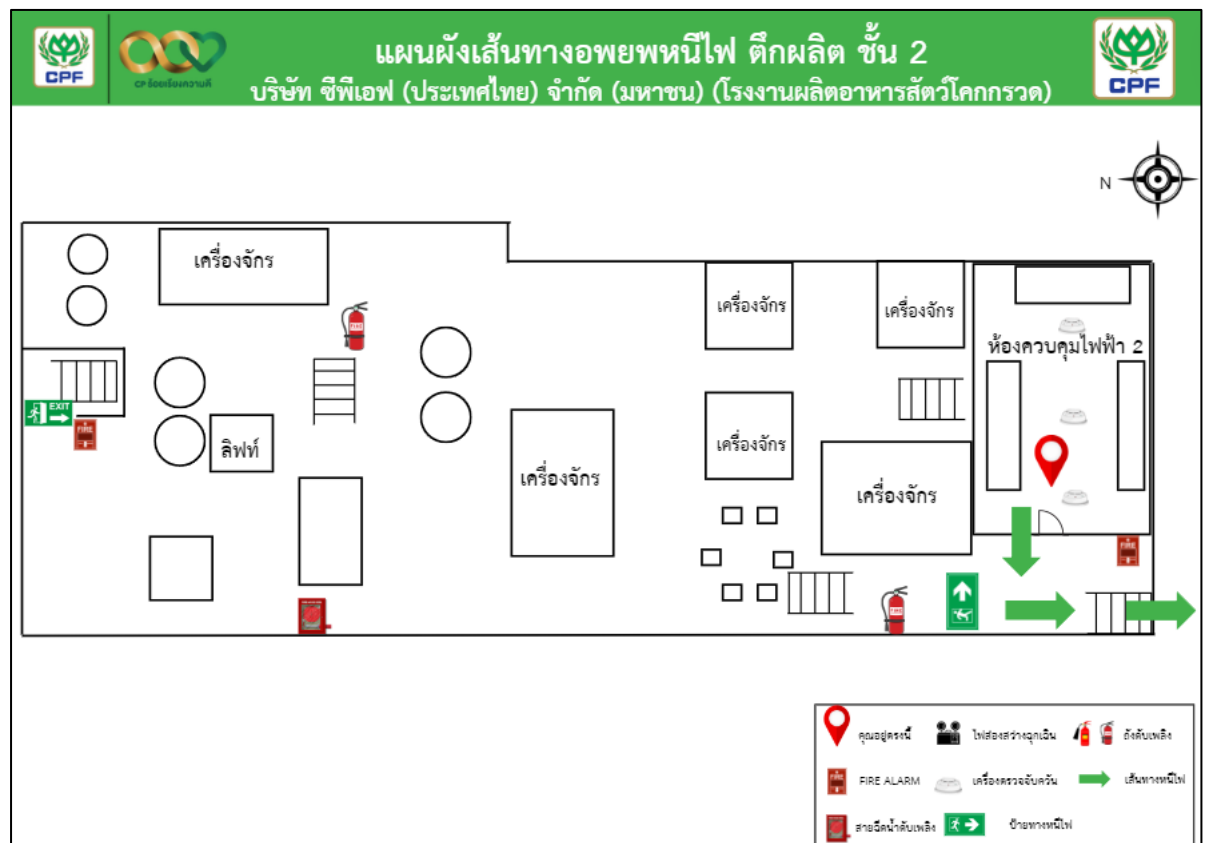 แผนผังเส้นทางอพยพหนีไฟ ตึกผลิต ชั้น 2
บริษัท ซีพีเอฟ (ประเทศไทย) จำกัด (มหาชน) (โรงงานผลิตอาหารสัตว์โคกกรวด)
CPF
CP ร้อยเรียงความดี
CPF
N
เครื่องจักร
เครื่องจักร
เครื่องจักร
FIRE
ห้องควบคุมไฟฟ้า 2
EXIT
FIRE
ลิฟท์
เครื่องจักร
เครื่องจักร
เครื่องจักร
FIRE
FIRE
คุณอยู่ตรงนี้
ไฟส่องสว่างฉุกเฉิน
ถังดับเพลิง
FIRE
FIRE ALARM
เครื่องตรวจจับควัน
เส้นทางหนีไฟ
สายฉีดน้ำดับเพลิง
ป้ายทางหนีไฟ